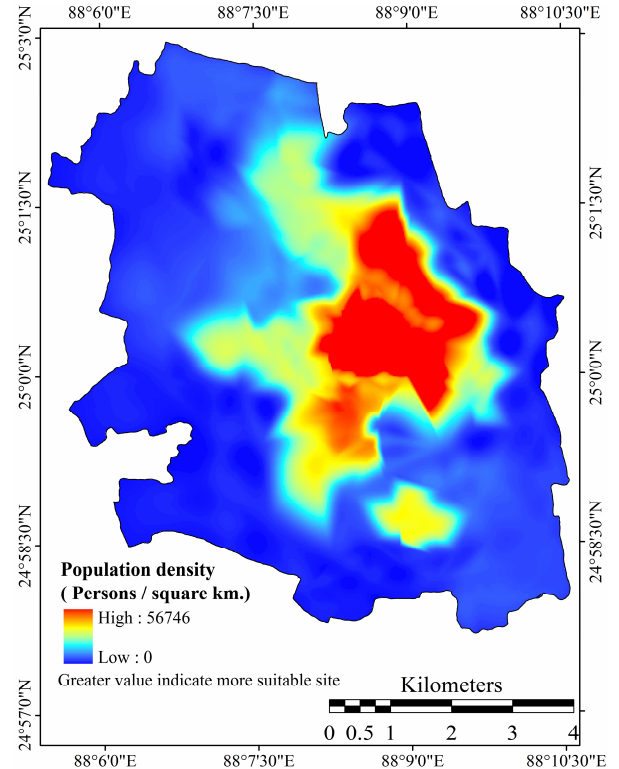 88°6'0"E 88°7'30"E 88°9'0"E 88°10'30"E
25°3'0"N
25°3'0"N
25°1'30"N
25°1'30"N
25°0'0"N
25°0'0"N
24°58'30"N
24°58'30"N
24°57'0"N
Population density
( Persons / square km.)
High : 56746
Low : 0
Greater value indicate more suitable site
Kilometers
0 0.5 1 2 3 4
88°6'0"E 88°7'30"E 88°9'0"E 88°10'30"E